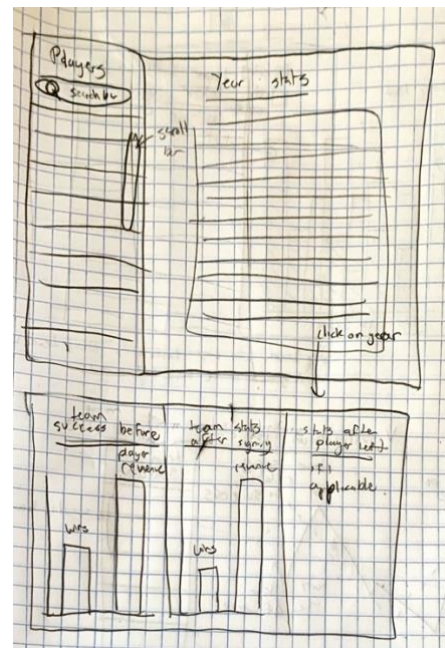 Players
search bar
Year stats
scroll
bar
click on year
team
success before
player
revenue
wins
team stats
after signing
revenue
wins
stats after
player left
if
applicable